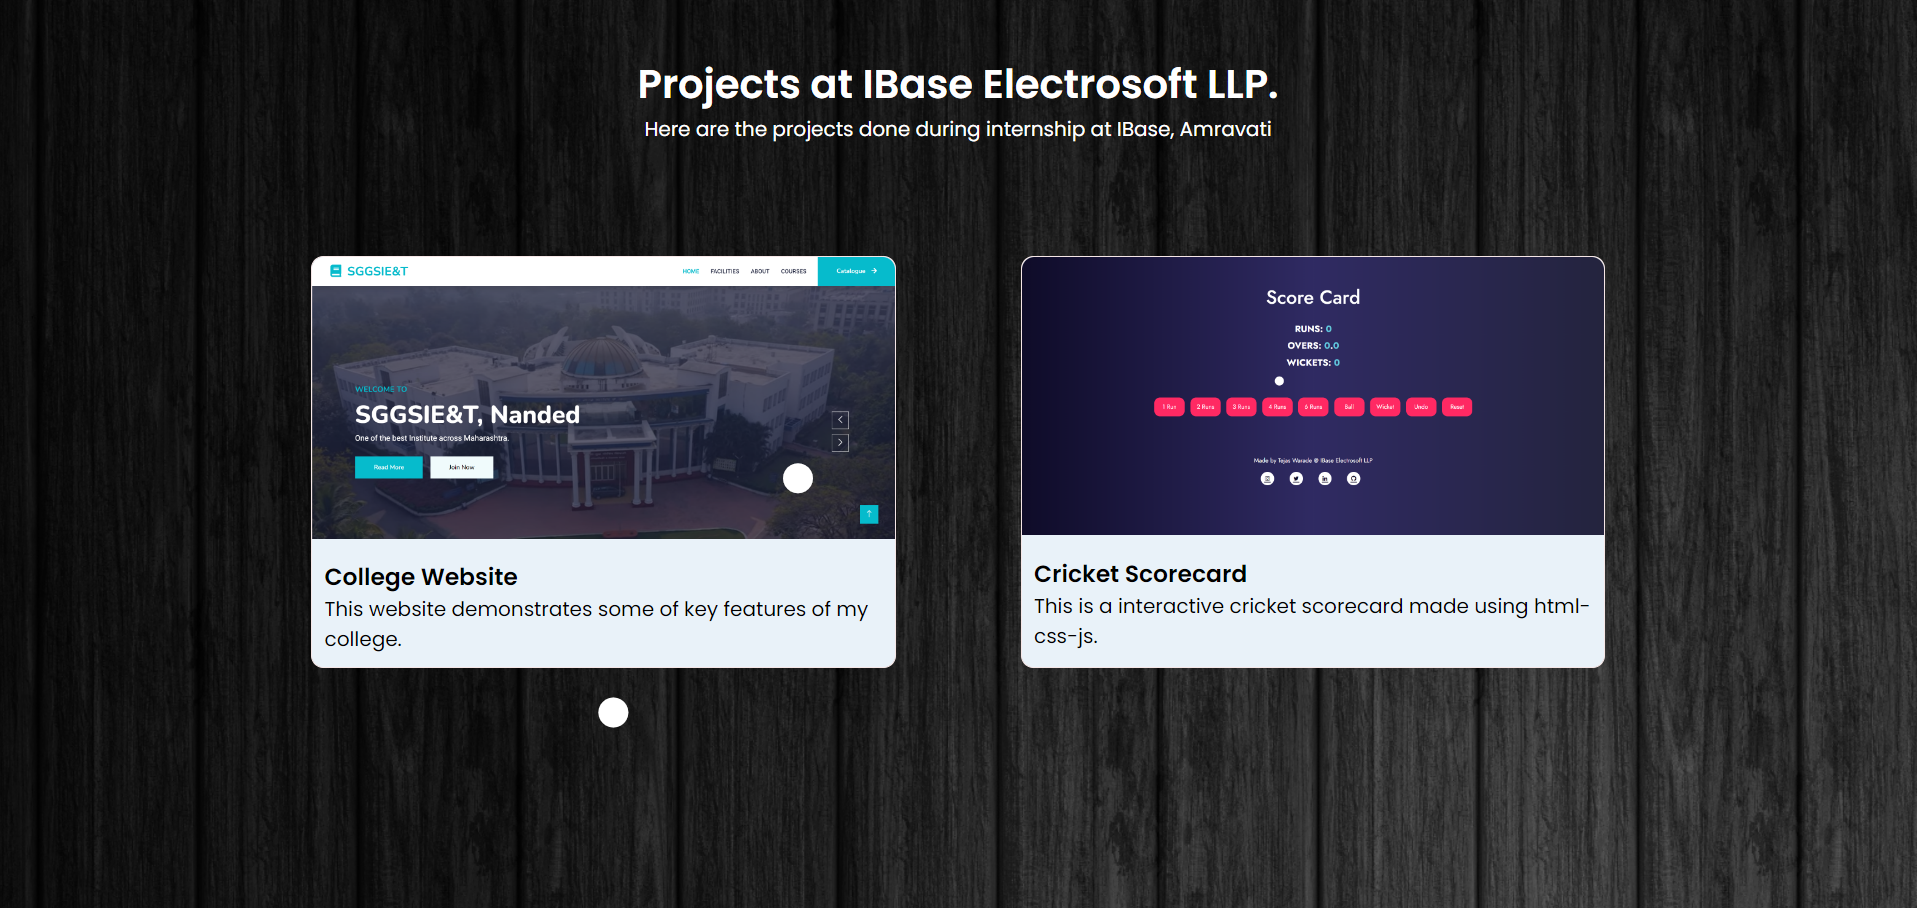 Projects at IBase Electrosoft LLP.
Here are the projects done during internship at IBase, Amravati
SGGSIE&T
HOME FACILITIES ABOUT COURSES
Catalogue
WELCOME TO
SGGSIE&T, Nanded
One of the best Institute across Maharashtra.
Read More Join Now
College Website
This website demonstrates some of key features of my
college.
Score Card
RUNS: 0
OVERS: 0.0
WICKETS: 0
1 Run 2 Runs 3 Runs 4 Runs 6 Runs Ball Wicket Undo Reset
Made by Tejas Warade @ IBase Electrosoft LLP
Cricket Scorecard
This is a interactive cricket scorecard made using html-
css-js.